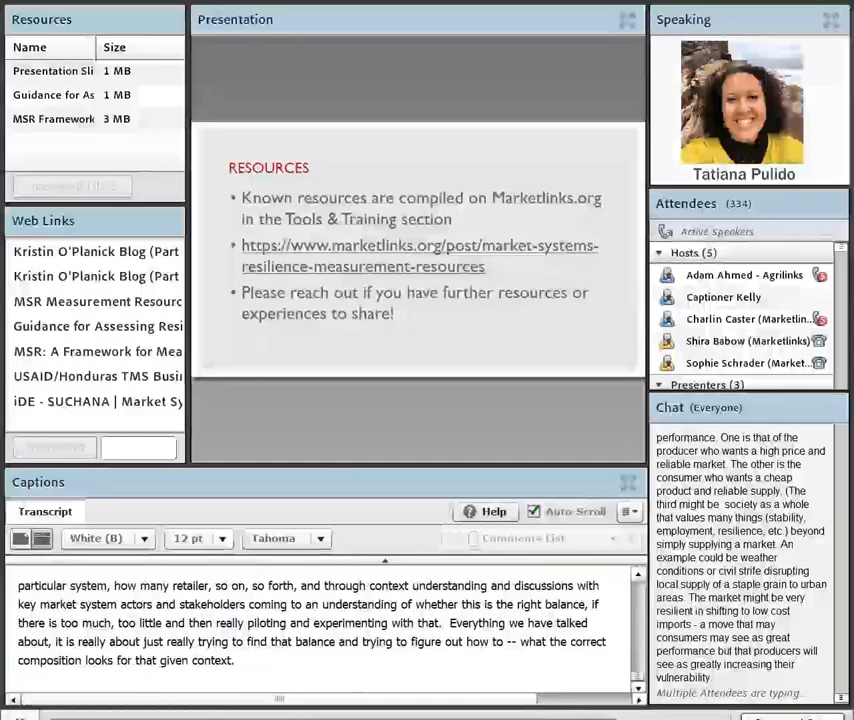 Resources
Name Size
Presentation Sli 1 MB
Guidance for As 1 MB
MSR Framework 3 MB
Web Links
Kristin O'Planick Blog (Part
Kristin O'Planick Blog (Part
MSR Measurement Resourc
Guidance for Assessing Resi
MSR: A Framework for Mea
USAID/Honduras TMS Busin
iDE - SUCHANA | Market Sy
Presentation
RESOURCES
• Known resources are compiled on Marketlinks.org
in the Tools & Training section
• https://www.marketlinks.org/post/market-systems-
resilience-measurement-resources
• Please reach out if you have further resources or
experiences to share!
Captions
Transcript
Help
Auto-Scroll
White (B)
12 pt
Tahoma
Comments List
particular system, how many retailer, so on, so forth, and through context understanding and discussions with
key market system actors and stakeholders coming to an understanding of whether this is the right balance, if
there is too much, too little and then really piloting and experimenting with that. Everything we have talked
about, it is really about just really trying to find that balance and trying to figure out how to -- what the correct
composition looks for that given context.
Speaking
Tatiana Pulido
Attendees (334)
Active Speakers
Hosts (5)
Adam Ahmed - Agrilinks
Captioner Kelly
Charlin Caster (Marketlin...
Shira Babow (Marketlinks)
Sophie Schrader (Market...
Presenters (3)
Chat (Everyone)
performance. One is that of the
producer who wants a high price and
reliable market. The other is the
consumer who wants a cheap
product and reliable supply. (The
third might be society as a whole
that values many things (stability,
employment, resilience, etc.) beyond
simply supplying a market. An
example could be weather
conditions or civil strife disrupting
local supply of a staple grain to urban
areas. The market might be very
resilient in shifting to low cost
imports - a move that may
consumers may see as great
performance but that producers will
see as greatly increasing their
vulnerability
Multiple Attendees are typing..